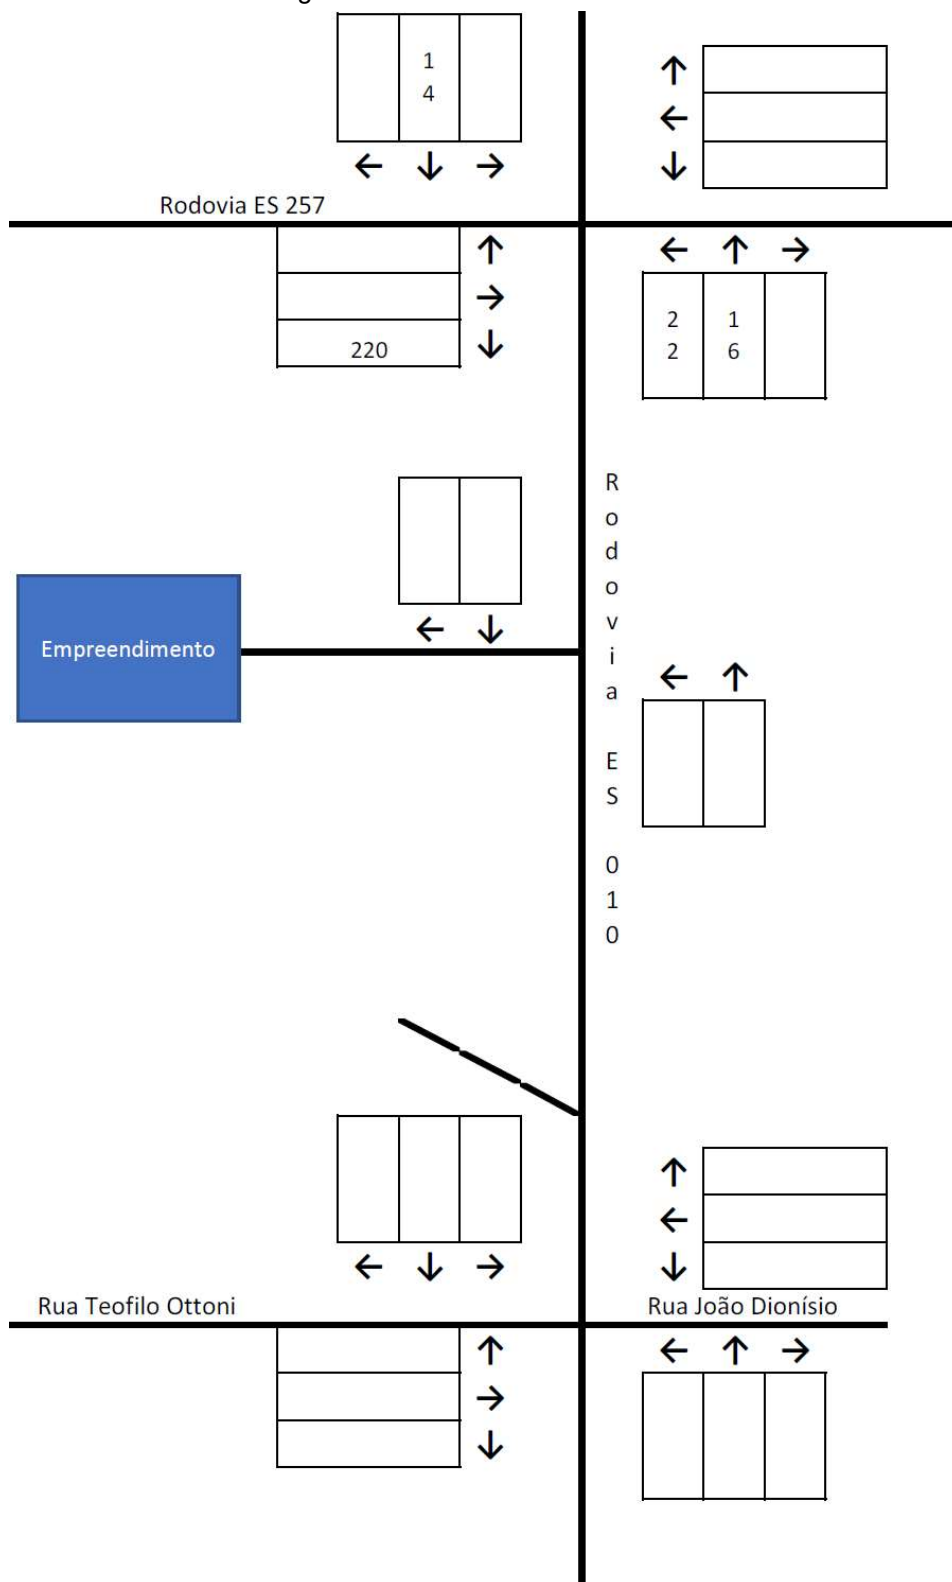 1
4
← ↓ →
↑
←
↓
Rodovia ES 257
↑
→
220 ↓
← ↑ →
2 1
2 6
R
o
d
o
v
i
a
E
S
0
1
0
← ↓
Empreendimento
← ↑
← ↓ →
↑
←
↓
Rua Teofilo Ottoni
Rua João Dionísio
↑
→
↓
← ↑ →